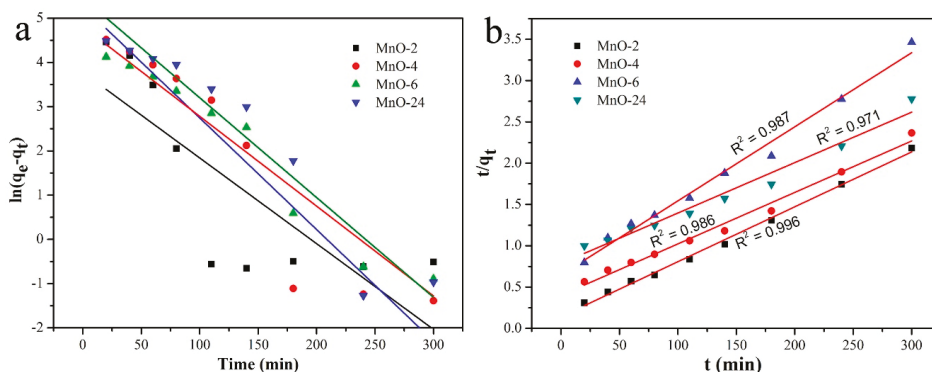 a
ln(qe-qt)
5
4
3
2
1
0
-1
-2
0
50
100
150
200
250
300
Time (min)
MnO-2
MnO-4
MnO-6
MnO-24
b
t/qt
3.5
3.0
2.5
2.0
1.5
1.0
0.5
0.0
0
50
100
150
200
250
300
t (min)
MnO-2
MnO-4
MnO-6
MnO-24
R² = 0.987
R² = 0.971
R² = 0.986
R² = 0.996